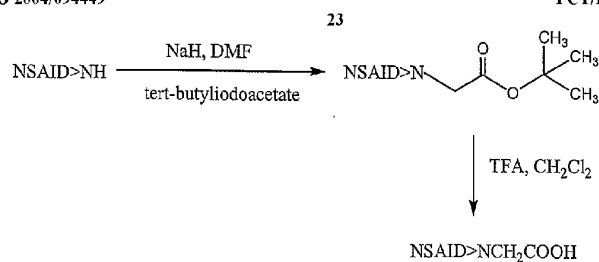 23
NSAID>NH
NaH, DMF
tert-butyliodoacetate
NSAID>N
O
O
CH₃
CH₃
CH₃
TFA, CH₂Cl₂
NSAID>NCH₂COOH